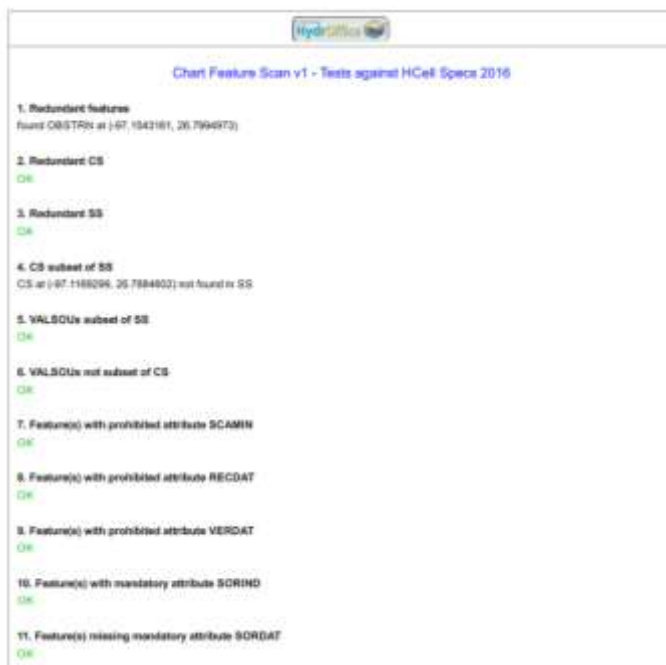 HydrOffice
Chart Feature Scan v1 - Tests against HCell Specs 2016
1. Redundant features
found OBSTRN at (-97.1043161, 26.7994973)
2. Redundant CS
OK
3. Redundant SS
OK
4. CS subset of SS
CS at (-97.1169299, 26.7884602) not found in SS
5. VALSOUs subset of SS
OK
6. VALSOUs not subset of CS
OK
7. Feature(s) with prohibited attribute SCAMIN
OK
8. Feature(s) with prohibited attribute RECDAT
OK
9. Feature(s) with prohibited attribute VERDAT
OK
10. Feature(s) with mandatory attribute SORIND
OK
11. Feature(s) missing mandatory attribute SORDAT
OK